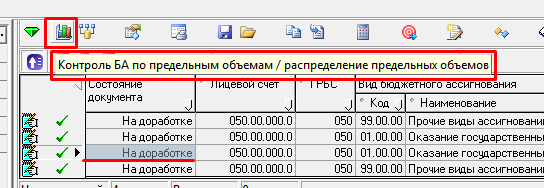 Контроль БА по предельным объемам / распределение предельных объемов
Состояние документа Лицевой счет ГРБС Вид бюджетного ассигнования
Код Наименование
На доработке 050.00.000.0 050 99.00.00 Прочие виды ассигновани
На доработке 050.00.000.0 050 01.00.00 Оказание государственны
На доработке 050.00.000.0 050 01.00.00 Оказание государственны
На доработке 050.00.000.0 050 99.00.00 Прочие виды ассигновани